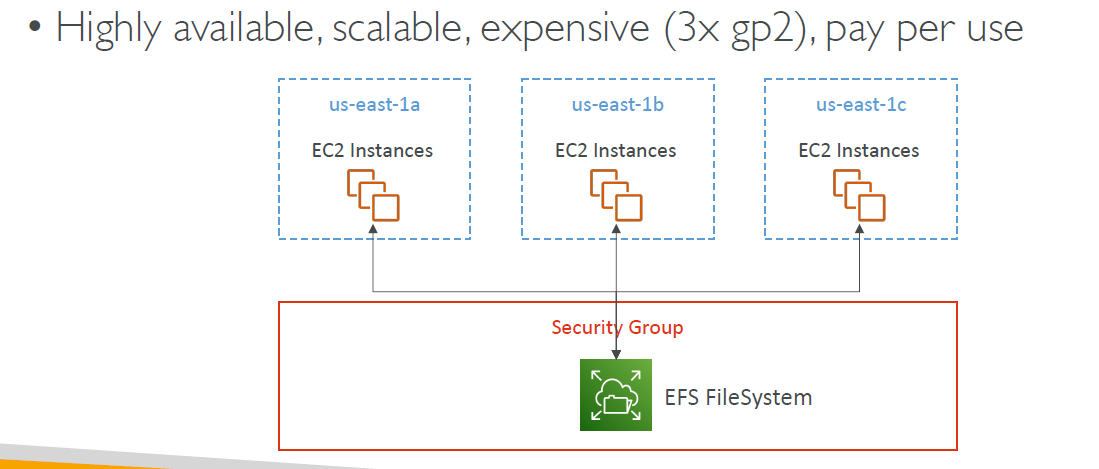 • Highly available, scalable, expensive (3x gp2), pay per use
us-east-1a
us-east-1b
us-east-1c
EC2 Instances
EC2 Instances
EC2 Instances
Security Group
EFS FileSystem